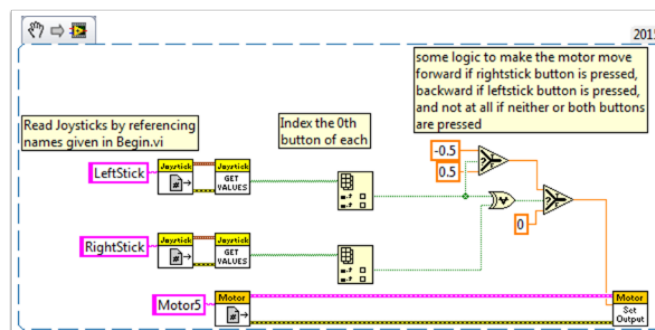 2015
some logic to make the motor move
forward if rightstick button is pressed,
backward if leftstick button is pressed,
and not at all if neither or both buttons
are pressed
Read Joysticks by referencing
names given in Begin.vi
Index the 0th
button of each
LeftStick
Joystick
Joystick
GET
VALUES
-0.5
0.5
?
0
?
RightStick
Joystick
Joystick
GET
VALUES
Motor5
Motor
Motor
Set
Output